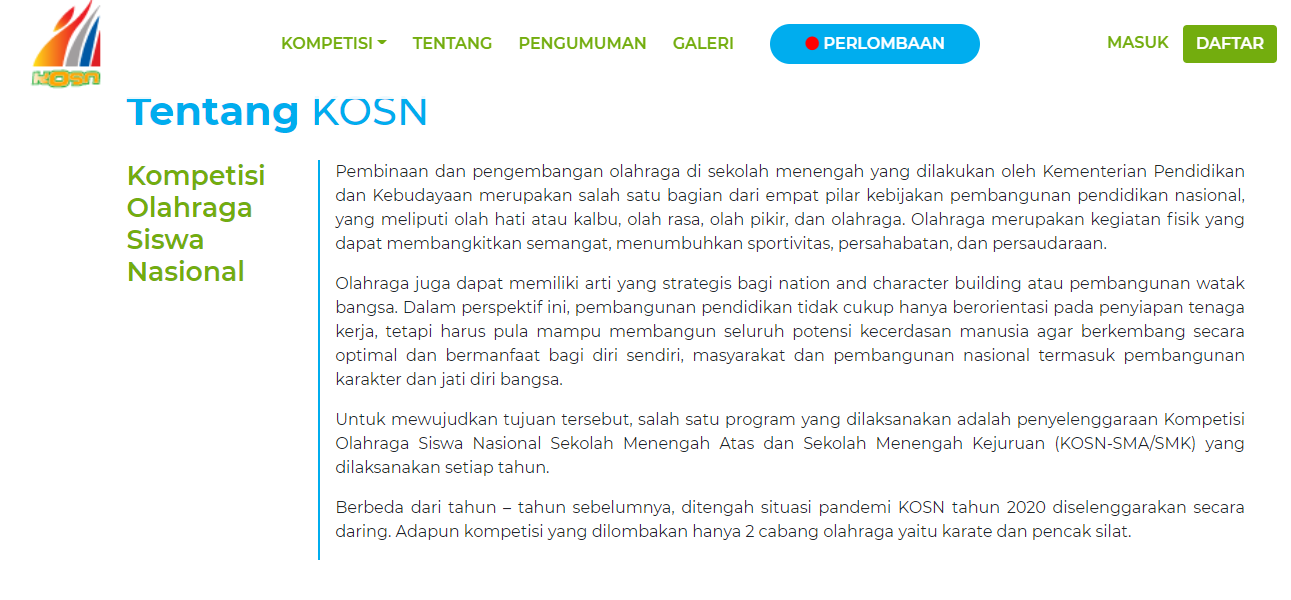 KOSN
KOMPETISI
TENTANG
PENGUMUMAN
GALERI
PERLOMBAAN
MASUK
DAFTAR
Tentang KOSN
Kompetisi
Olahraga
Siswa
Nasional
Pembinaan dan pengembangan olahraga di sekolah menengah yang dilakukan oleh Kementerian Pendidikan
dan Kebudayaan merupakan salah satu bagian dari empat pilar kebijakan pembangunan pendidikan nasional,
yang meliputi olah hati atau kalbu, olah rasa, olah pikir, dan olahraga. Olahraga merupakan kegiatan fisik yang
dapat membangkitkan semangat, menumbuhkan sportivitas, persahabatan, dan persaudaraan.
Olahraga juga dapat memiliki arti yang strategis bagi nation and character building atau pembangunan watak
bangsa. Dalam perspektif ini, pembangunan pendidikan tidak cukup hanya berorientasi pada penyiapan tenaga
kerja, tetapi harus pula mampu membangun seluruh potensi kecerdasan manusia agar berkembang secara
optimal dan bermanfaat bagi diri sendiri, masyarakat dan pembangunan nasional termasuk pembangunan
karakter dan jati diri bangsa.
Untuk mewujudkan tujuan tersebut, salah satu program yang dilaksanakan adalah penyelenggaraan Kompetisi
Olahraga Siswa Nasional Sekolah Menengah Atas dan Sekolah Menengah Kejuruan (KOSN-SMA/SMK) yang
dilaksanakan setiap tahun.
Berbeda dari tahun – tahun sebelumnya, ditengah situasi pandemi KOSN tahun 2020 diselenggarakan secara
daring. Adapun kompetisi yang dilombakan hanya 2 cabang olahraga yaitu karate dan pencak silat.